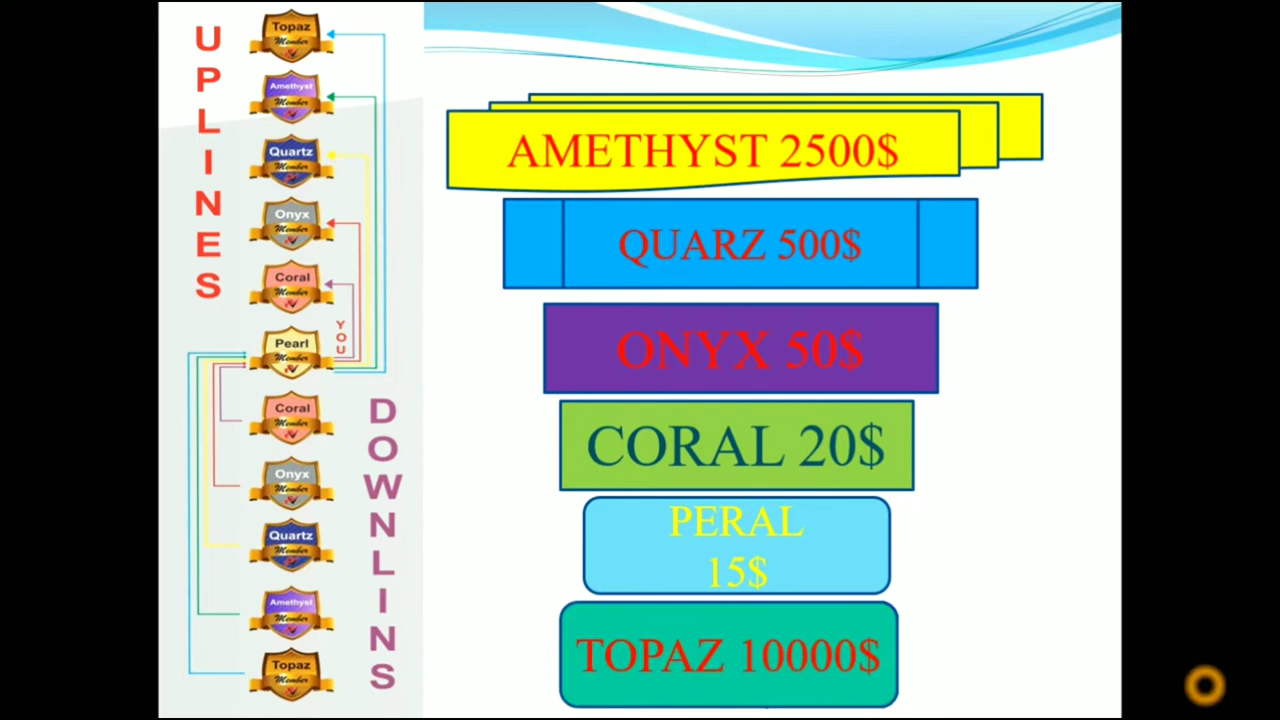 UPLINES
Topaz
Member
Amethyst
Member
Quartz
Member
Onyx
Member
Coral
Member
Pearl
Member
YOU
Coral
Member
Onyx
Member
Quartz
Member
Amethyst
Member
Topaz
Member
DOWNLINS
AMETHYST 2500$
QUARZ 500$
ONYX 50$
CORAL 20$
PERAL
15$
TOPAZ 10000$